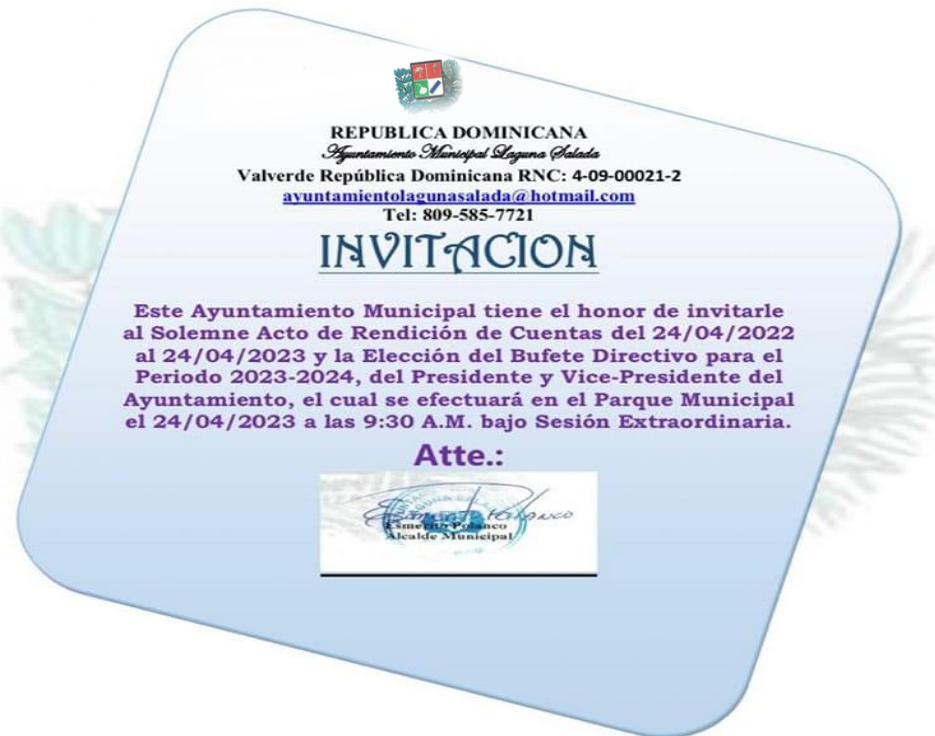 REPUBLICA DOMINICANA
Ayuntamiento Municipal Laguna Salada
Valverde República Dominicana RNC: 4-09-00021-2
ayuntamientolagunasalada@hotmail.com
Tel: 809-585-7721
INVITACION
Este Ayuntamiento Municipal tiene el honor de invitarle
al Solemne Acto de Rendición de Cuentas del 24/04/2022
al 24/04/2023 y la Elección del Bufete Directivo para el
Periodo 2023-2024, del Presidente y Vice-Presidente del
Ayuntamiento, el cual se efectuará en el Parque Municipal
el 24/04/2023 a las 9:30 A.M. bajo Sesión Extraordinaria.
Atte.:
Esmerito Polanco
Alcalde Municipal